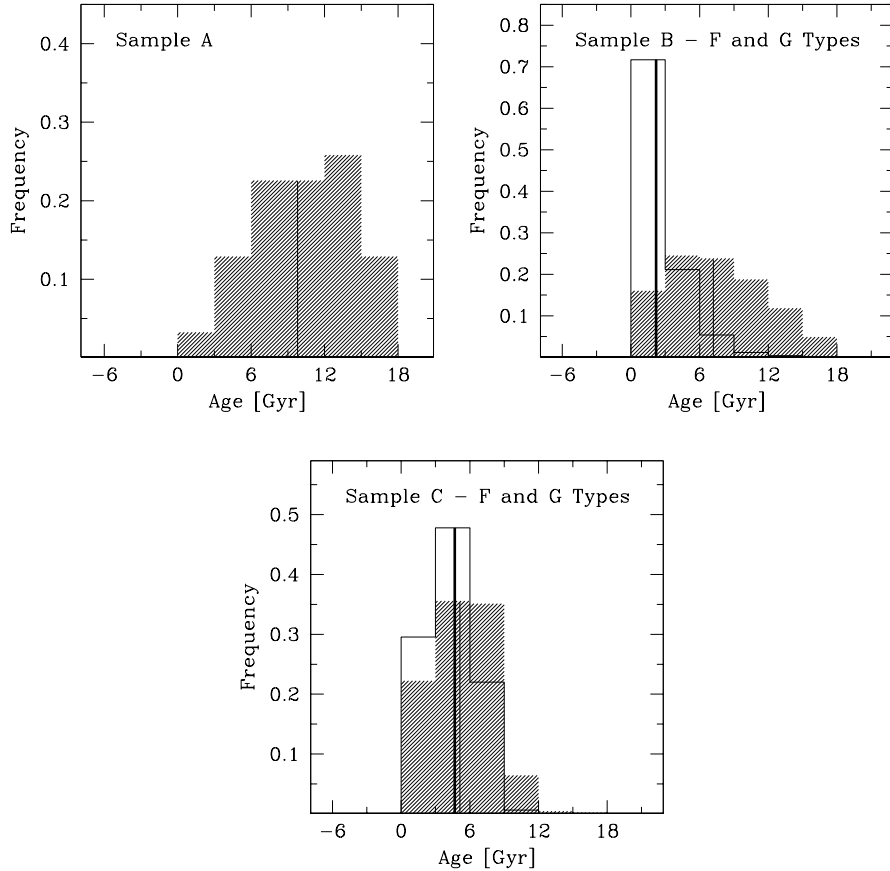 Sample A
0.4
0.3
0.2
0.1
Frequency
−6 0 6 12 18
Age [Gyr]
Sample B − F and G Types
0.8
0.7
0.6
0.5
0.4
0.3
0.2
0.1
Frequency
−6 0 6 12 18
Age [Gyr]
Sample C − F and G Types
0.5
0.4
0.3
0.2
0.1
Frequency
−6 0 6 12 18
Age [Gyr]